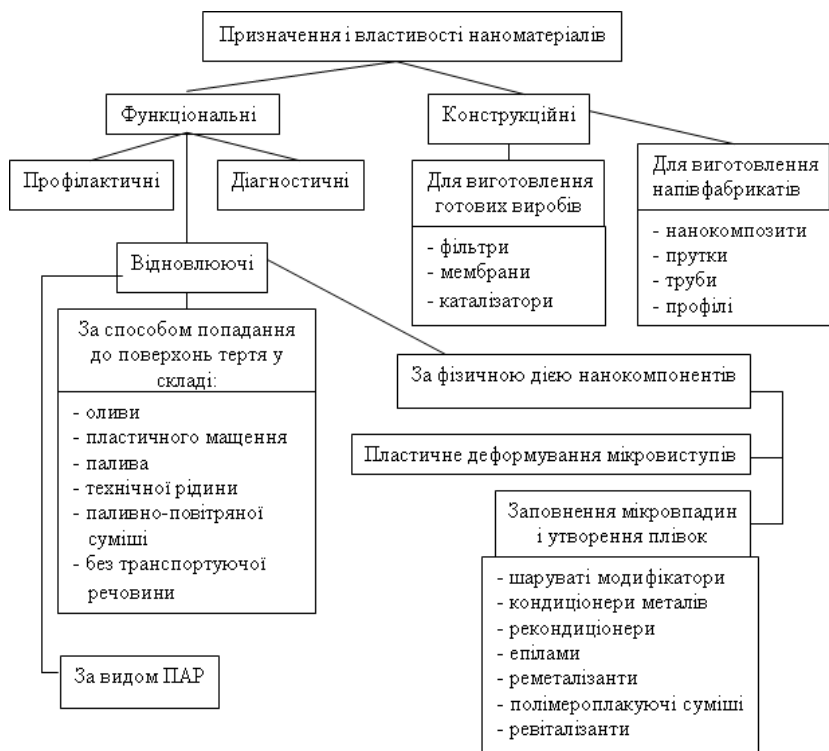 Призначення і властивості наноматеріалів
Функціональні
Конструкційні
Профілактичні
Діагностичні
Для виготовлення
готових виробів
- фільтри
- мембрани
- каталізатори
Для виготовлення
напівфабрикатів
- нанокомпозити
- прутки
- труби
- профілі
Відновлюючі
За способом попадання
до поверхонь тертя у
складі:
- оливи
- пластичного мащення
- палива
- технічної рідини
- паливно-повітряної
суміші
- без транспортуючої
речовини
За фізичною дією нанокомпонентів
Пластичне деформування мікровиступів
Заповнення мікровпадин
і утворення плівок
- шаруваті модифікатори
- кондиціонери металів
- рекондиціонери
- епілами
- реметалізанти
- полімероплакуючі суміші
- ревіталізанти
За видом ПАР